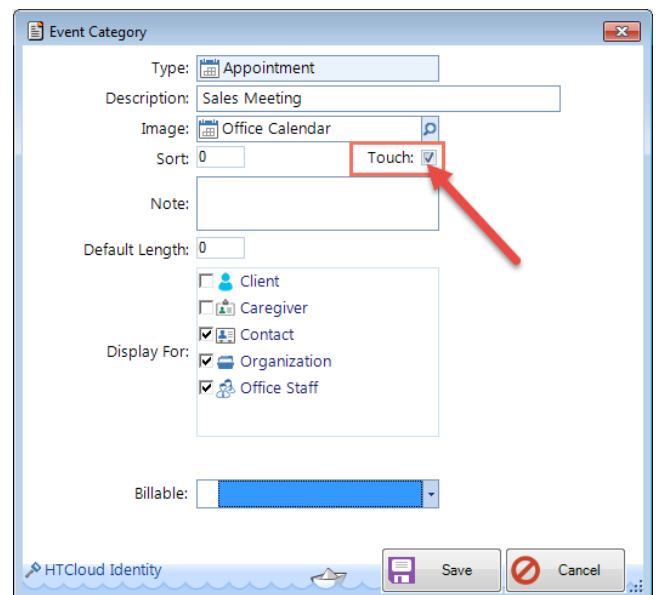 Event Category
Type: Appointment
Description: Sales Meeting
Image: Office Calendar
Sort: 0 Touch:
Note:
Default Length: 0
Display For:
Client
Caregiver
Contact
Organization
Office Staff
Billable:
HTCloud Identity Save Cancel